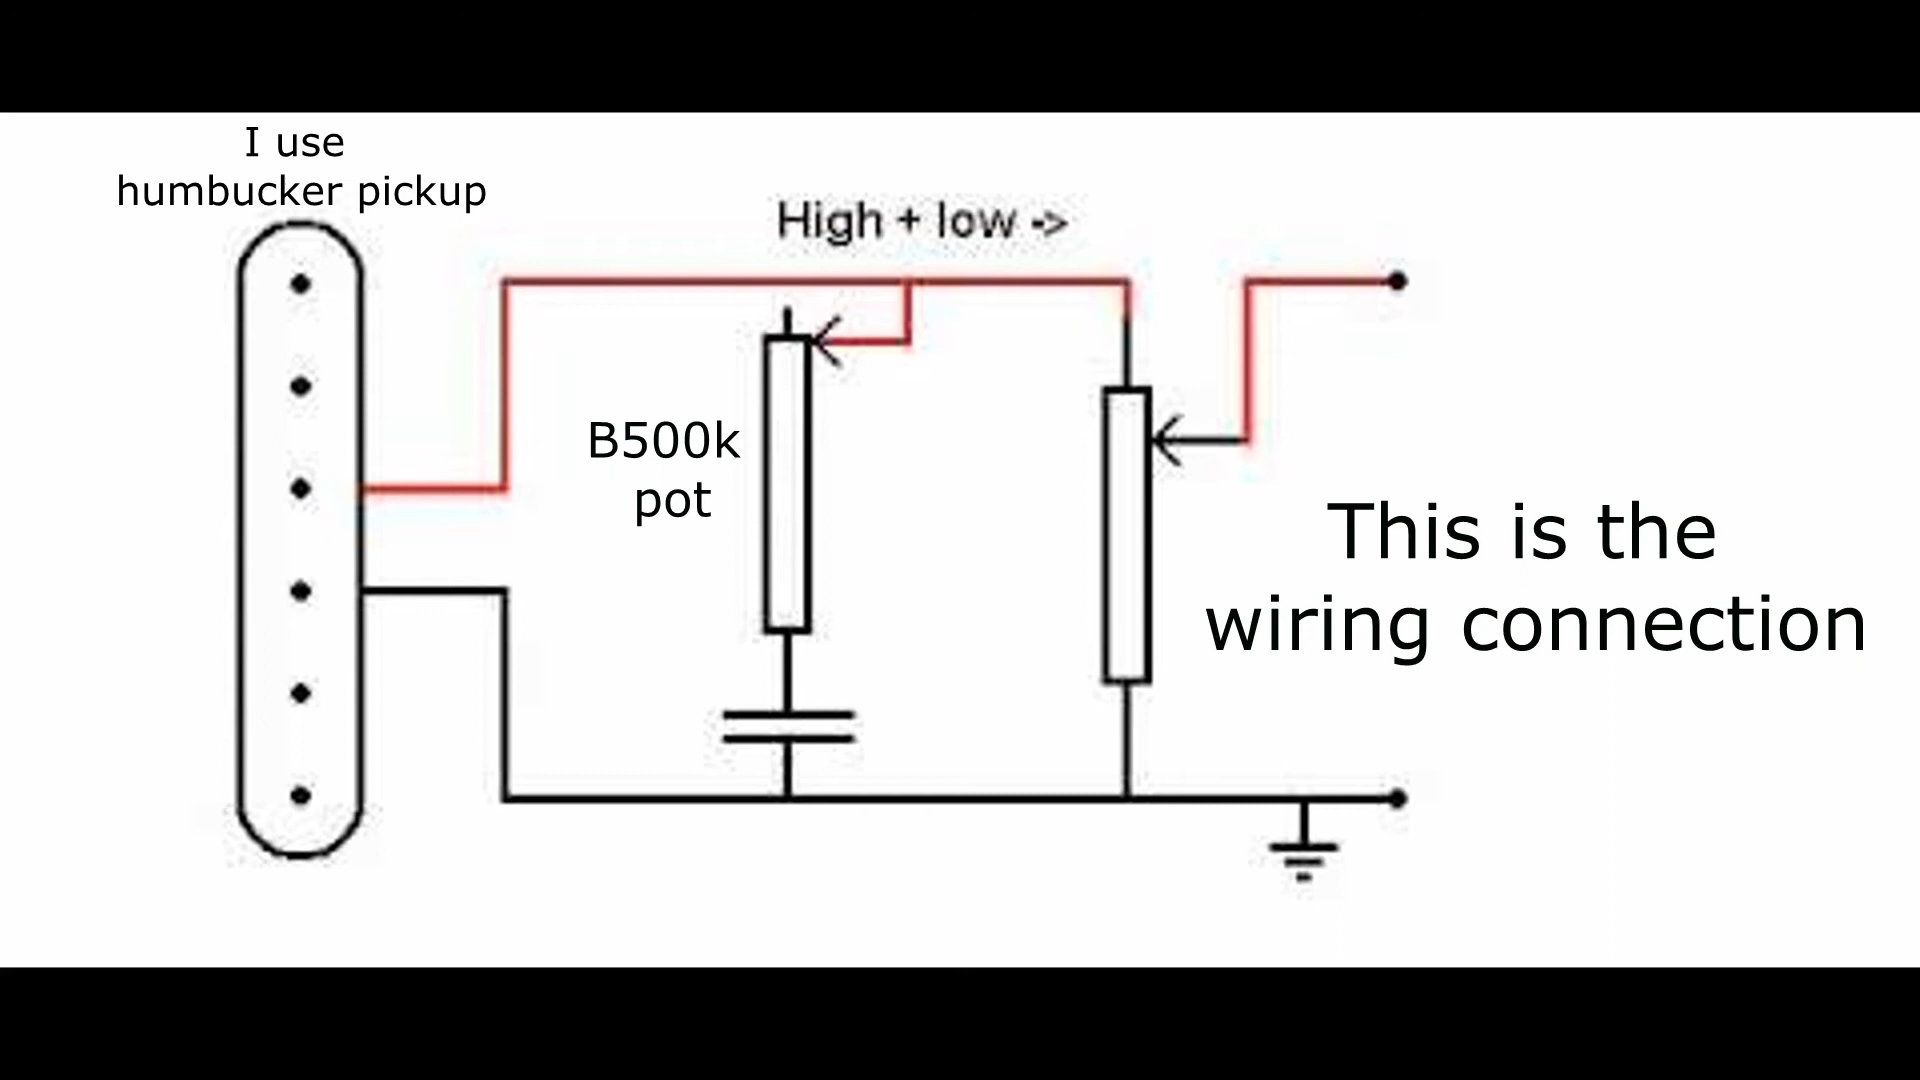 I use
humbucker pickup
High + low ->
B500k
pot
This is the
wiring connection